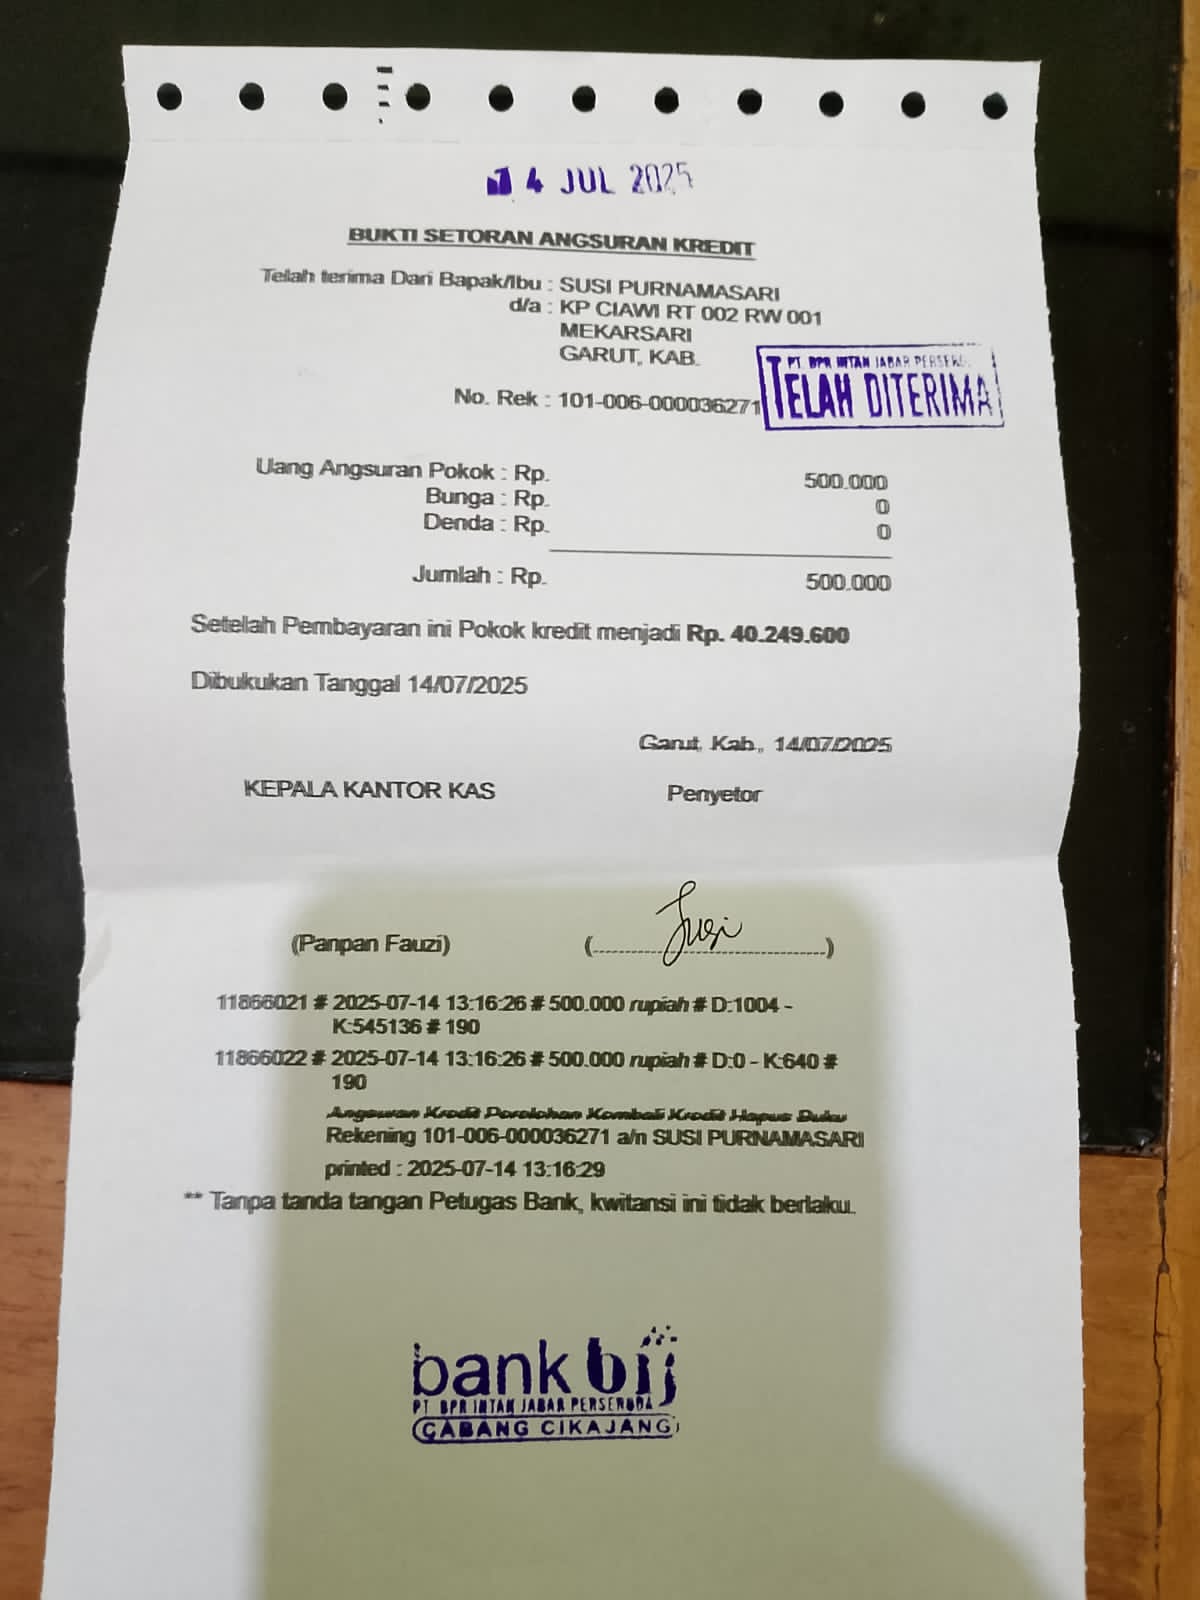 14 JUL 2025
BUKTI SETORAN ANGSURAN KREDIT
Telah terima Dari Bapak/Ibu : SUSI PURNAMASARI
d/a : KP CIAWI RT 002 RW 001
MEKARSARI
GARUT, KAB.
PT. BPR INTAN JABAR PERSERO
TELAH DITERIMA
No. Rek : 101-006-000036271
Uang Angsuran Pokok : Rp. 500.000
Bunga : Rp. 0
Denda : Rp. 0
Jumlah : Rp. 500.000
Setelah Pembayaran ini Pokok kredit menjadi Rp. 40.249.600
Dibukukan Tanggal 14/07/2025
Garut, Kab., 14/07/2025
KEPALA KANTOR KAS Penyetor
Susi
(Panpan Fauzi) (..............................)
11866021 # 2025-07-14 13:16:26 # 500.000 rupiah # D:1004 -
K:545136 # 190
11866022 # 2025-07-14 13:16:26 # 500.000 rupiah # D:0 - K:640 #
190
Angsuran Kredit Perolehan Kembali Kredit Hapus Buku
Rekening 101-006-000036271 a/n SUSI PURNAMASARI
printed : 2025-07-14 13:16:29
** Tanpa tanda tangan Petugas Bank, kwitansi ini tidak berlaku.
bank bij
PT BPR INTAN JABAR PERSERODA
CABANG CIKAJANG